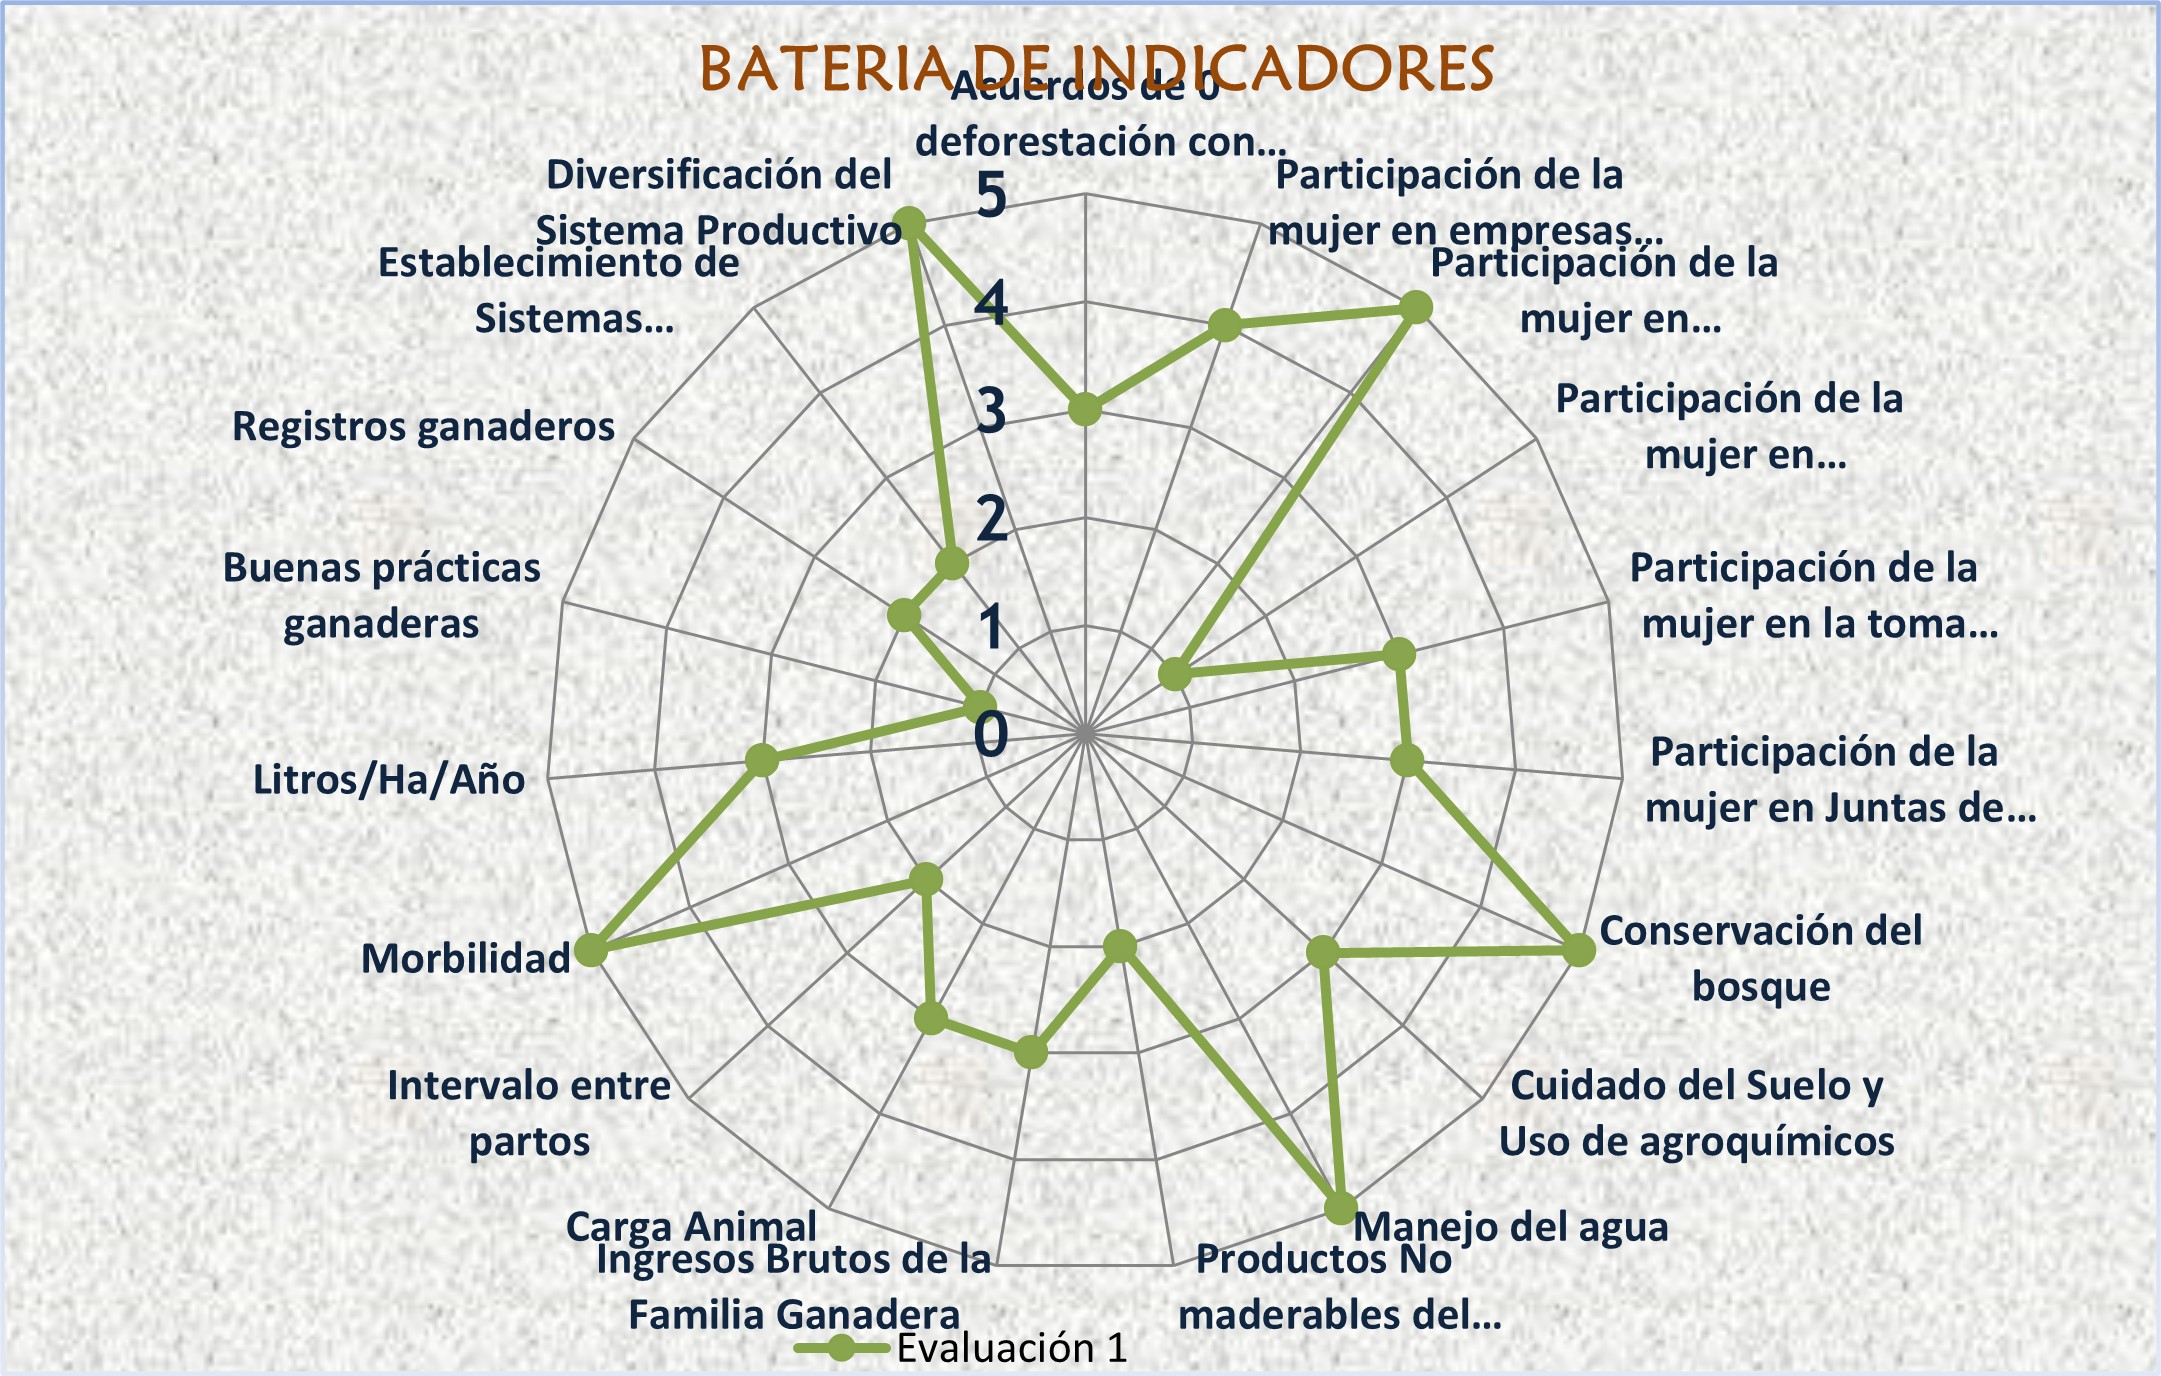 BATERIA DE INDICADORES
Acuerdos de 0
deforestación con...
Participación de la
mujer en empresas...
Participación de la
mujer en...
Participación de la
mujer en...
Participación de la
mujer en la toma...
Participación de la
mujer en Juntas de...
Conservación del
bosque
Cuidado del Suelo y
Uso de agroquímicos
Manejo del agua
Productos No
maderables del...
Ingresos Brutos de la
Familia Ganadera
Carga Animal
Intervalo entre
partos
Morbilidad
Litros/Ha/Año
Buenas prácticas
ganaderas
Registros ganaderos
Establecimiento de
Sistemas...
Diversificación del
Sistema Productivo
5
4
3
2
1
0
Evaluación 1